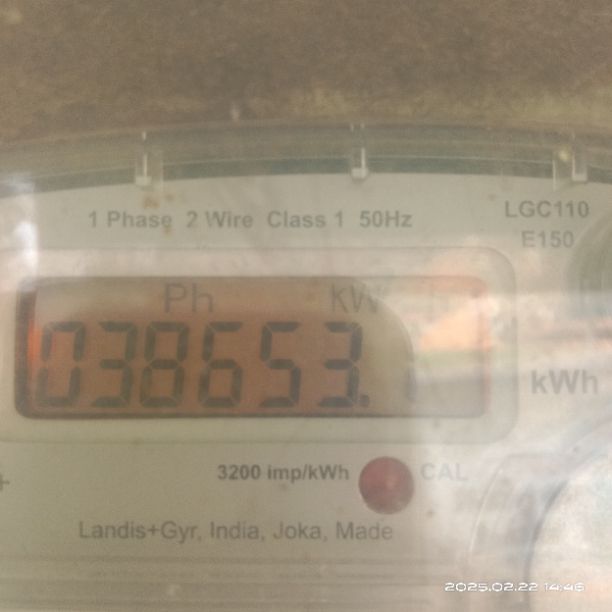 1 Phase 2 Wire Class 1 50Hz
LGC110
E150
Ph kW
038653.1
kWh
3200 imp/kWh
CAL
Landis+Gyr, India, Joka, Made
2025.02.22 14:46